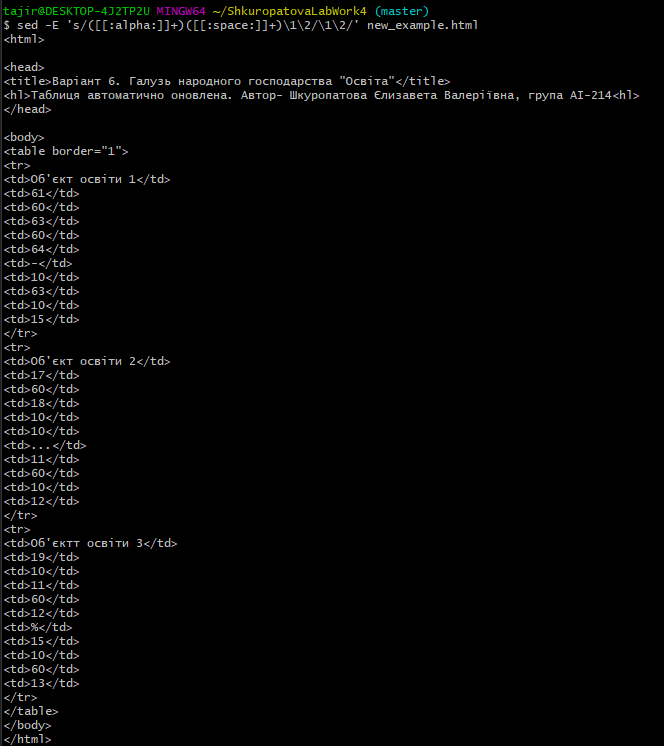 tajir@DESKTOP-4J2TP2U MINGW64 ~/ShkuropatovaLabWork4 (master)
$ sed -E 's/([[:alpha:]]+)([[:space:]]+)\1\2/\1\2/' new_example.html
<html>

<head>
<title>Варіант 6. Галузь народного господарства "Освіта"</title>
<hl>Таблиця автоматично оновлена. Автор- Шкуропатова Єлизавета Валеріївна, група АІ-214<hl>
</head>

<body>
<table border="1">
<tr>
<td>Об'єкт освіти 1</td>
<td>61</td>
<td>60</td>
<td>63</td>
<td>60</td>
<td>64</td>
<td>-</td>
<td>10</td>
<td>63</td>
<td>10</td>
<td>15</td>
</tr>
<tr>
<td>Об'єкт освіти 2</td>
<td>17</td>
<td>60</td>
<td>18</td>
<td>10</td>
<td>10</td>
<td>...</td>
<td>11</td>
<td>60</td>
<td>10</td>
<td>12</td>
</tr>
<tr>
<td>Об'єктт освіти 3</td>
<td>19</td>
<td>10</td>
<td>11</td>
<td>60</td>
<td>12</td>
<td>%</td>
<td>15</td>
<td>10</td>
<td>60</td>
<td>13</td>
</tr>
</table>
</body>
</html>